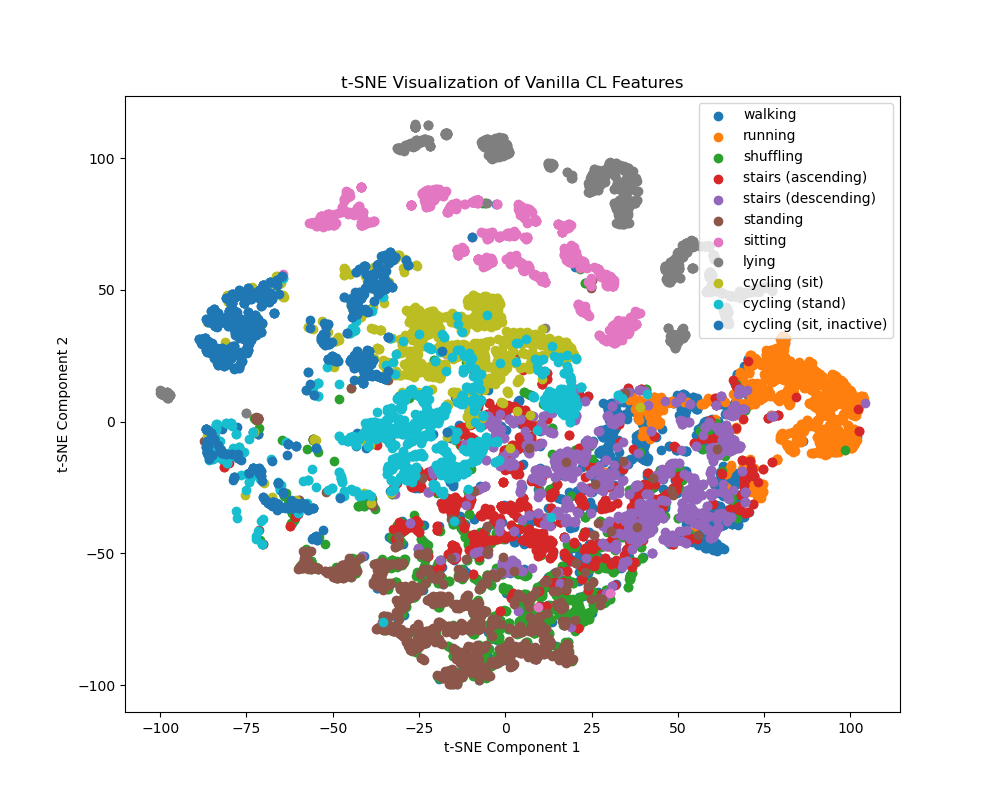 t-SNE Visualization of Vanilla CL Features
walking
running
shuffling
stairs (ascending)
stairs (descending)
standing
sitting
lying
cycling (sit)
cycling (stand)
cycling (sit, inactive)
100
50
0
−50
−100
t-SNE Component 2
−100
−75
−50
−25
0
25
50
75
100
t-SNE Component 1